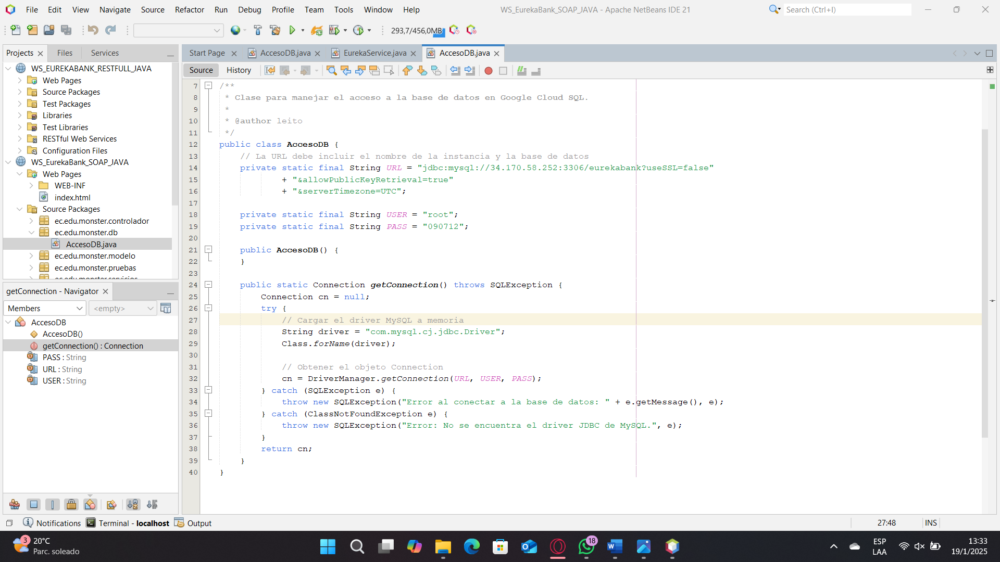 File Edit View Navigate Source Refactor Run Debug Profile Team Tools Window Help
WS_EurekaBank_SOAP_JAVA - Apache NetBeans IDE 21
Search (Ctrl+I)
293,7/456,0MB
Projects Files Services
Start Page AccesoDB.java EurekaService.java AccesoDB.java
Source History
WS_EUREKABANK_RESTFULL_JAVA
Web Pages
Source Packages
Test Packages
Libraries
Test Libraries
RESTful Web Services
Configuration Files
WS_EurekaBank_SOAP_JAVA
Web Pages
WEB-INF
index.html
Source Packages
ec.edu.monster.controlador
ec.edu.monster.db
AccesoDB.java
ec.edu.monster.modelo
ec.edu.monster.pruebas
ec.edu.monster.servicios
getConnection - Navigator
Members <empty>
AccesoDB
AccesoDB()
getConnection() : Connection
PASS : String
URL : String
USER : String
7 /**
8 * Clase para manejar el acceso a la base de datos en Google Cloud SQL.
9 *
10 * @author leito
11 */
12 public class AccesoDB {
13 // La URL debe incluir el nombre de la instancia y la base de datos
14 private static final String URL = "jdbc:mysql://34.170.58.252:3306/eurekabank?useSSL=false"
15 + "&allowPublicKeyRetrieval=true"
16 + "&serverTimezone=UTC";
17
18 private static final String USER = "root";
19 private static final String PASS = "090712";
20
21 public AccesoDB() {
22 }
23
24 public static Connection getConnection() throws SQLException {
25 Connection cn = null;
26 try {
27 // Cargar el driver MySQL a memoria
28 String driver = "com.mysql.cj.jdbc.Driver";
29 Class.forName(driver);
30
31 // Obtener el objeto Connection
32 cn = DriverManager.getConnection(URL, USER, PASS);
33 } catch (SQLException e) {
34 throw new SQLException("Error al conectar a la base de datos: " + e.getMessage(), e);
35 } catch (ClassNotFoundException e) {
36 throw new SQLException("Error: No se encuentra el driver JDBC de MySQL.", e);
37 }
38 return cn;
39 }
40 }
Notifications Terminal - localhost Output
27:48 INS
3
20°C
Parc. soleado
18
ESP
LAA
13:33
19/1/2025